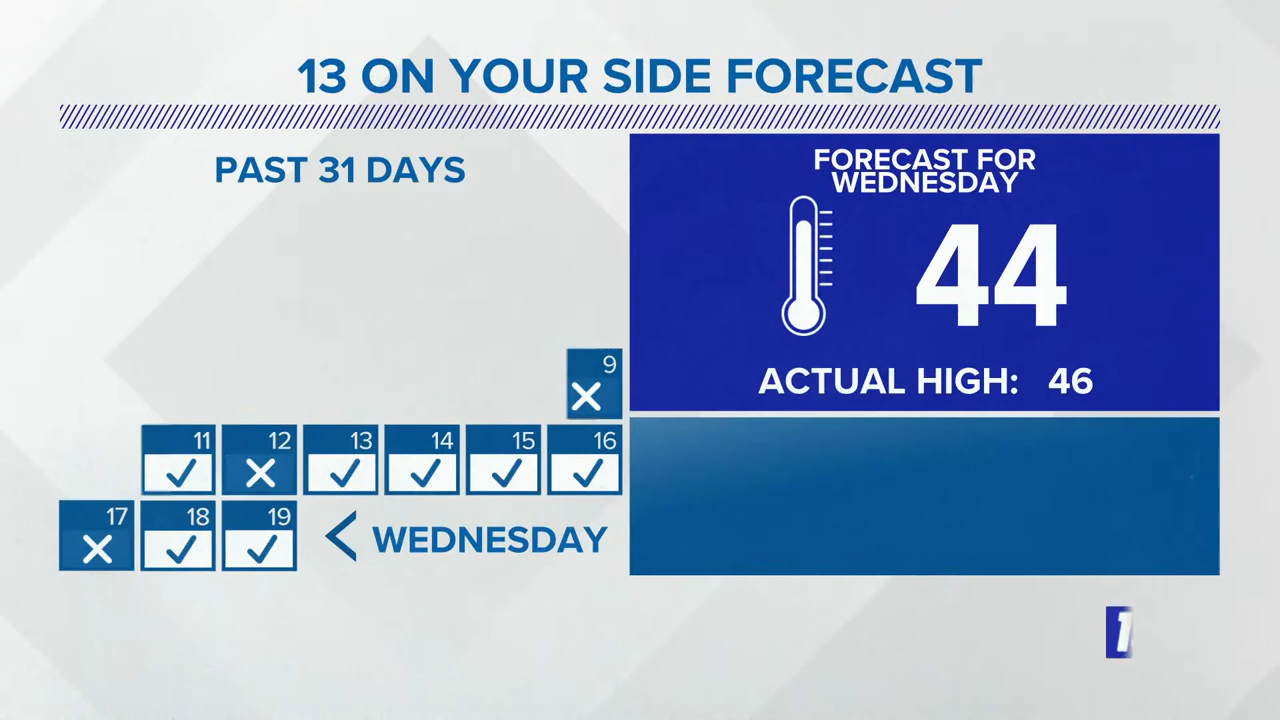 13 ON YOUR SIDE FORECAST
PAST 31 DAYS
9
11 12 13 14 15 16
17 18 19
WEDNESDAY
FORECAST FOR
WEDNESDAY
44
ACTUAL HIGH: 46
1